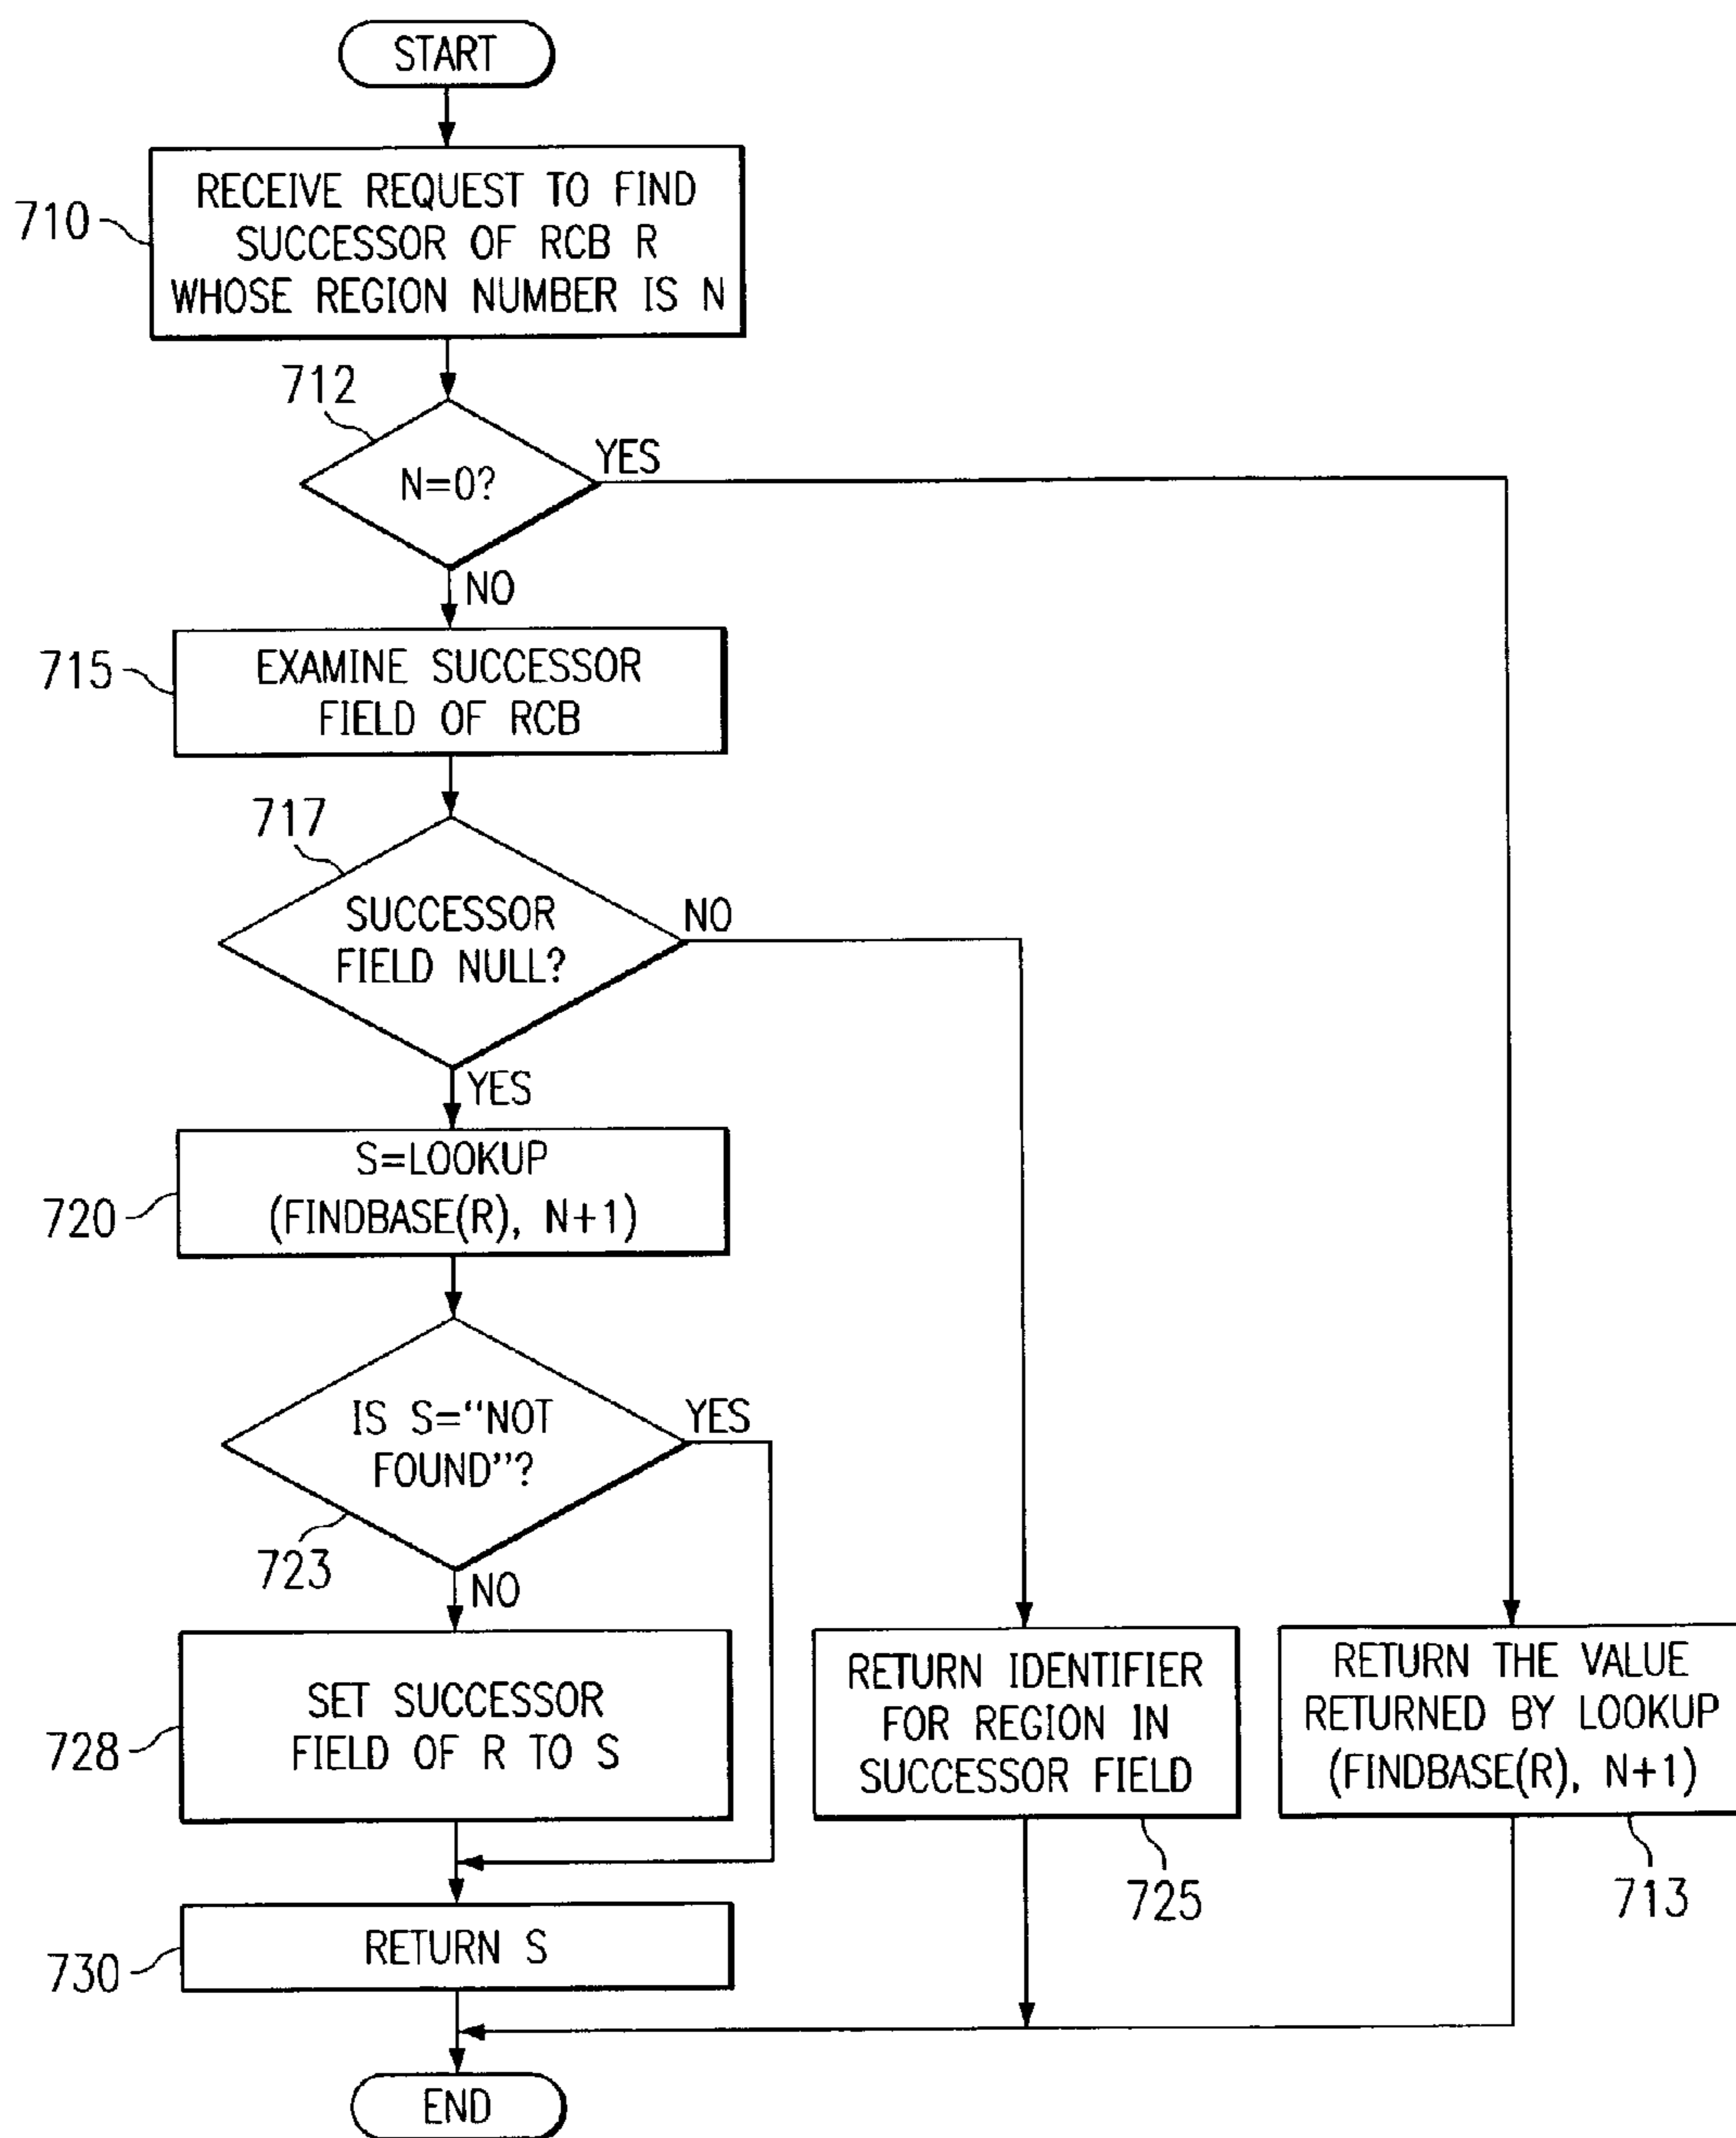 START
RECEIVE REQUEST TO FIND
SUCCESSOR OF RCB R
WHOSE REGION NUMBER IS N
710
712
N=0?
YES
NO
EXAMINE SUCCESSOR
FIELD OF RCB
715
717
SUCCESSOR
FIELD NULL?
NO
YES
S=LOOKUP
(FINDBASE(R), N+1)
720
IS S="NOT
FOUND"?
YES
723
NO
SET SUCCESSOR
FIELD OF R TO S
728
RETURN IDENTIFIER
FOR REGION IN
SUCCESSOR FIELD
725
RETURN THE VALUE
RETURNED BY LOOKUP
(FINDBASE(R), N+1)
713
RETURN S
730
END